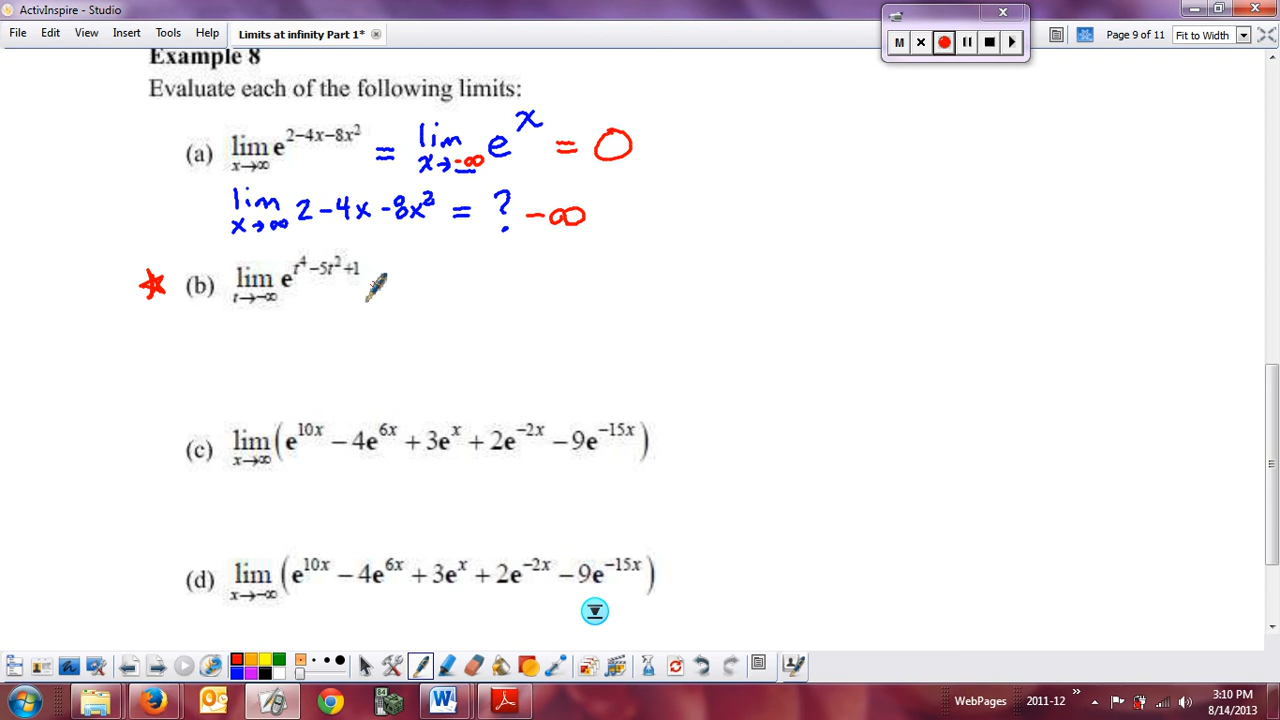 ActivInspire - Studio
File Edit View Insert Tools Help Limits at infinity Part 1* Page 9 of 11 Fit to Width
M
Example 8
Evaluate each of the following limits:
(a) lim x→∞ e^(2−4x−8x²) = lim x→-∞ e^x = 0
lim x→∞ 2-4x-8x² = ? -∞
(b) lim t→−∞ e^(t⁴−5t²+1)
(c) lim x→∞ (e^(10x) − 4e^(6x) + 3e^x + 2e^(−2x) − 9e^(−15x))
(d) lim x→−∞ (e^(10x) − 4e^(6x) + 3e^x + 2e^(−2x) − 9e^(−15x))
WebPages 2011-12 3:10 PM
8/14/2013